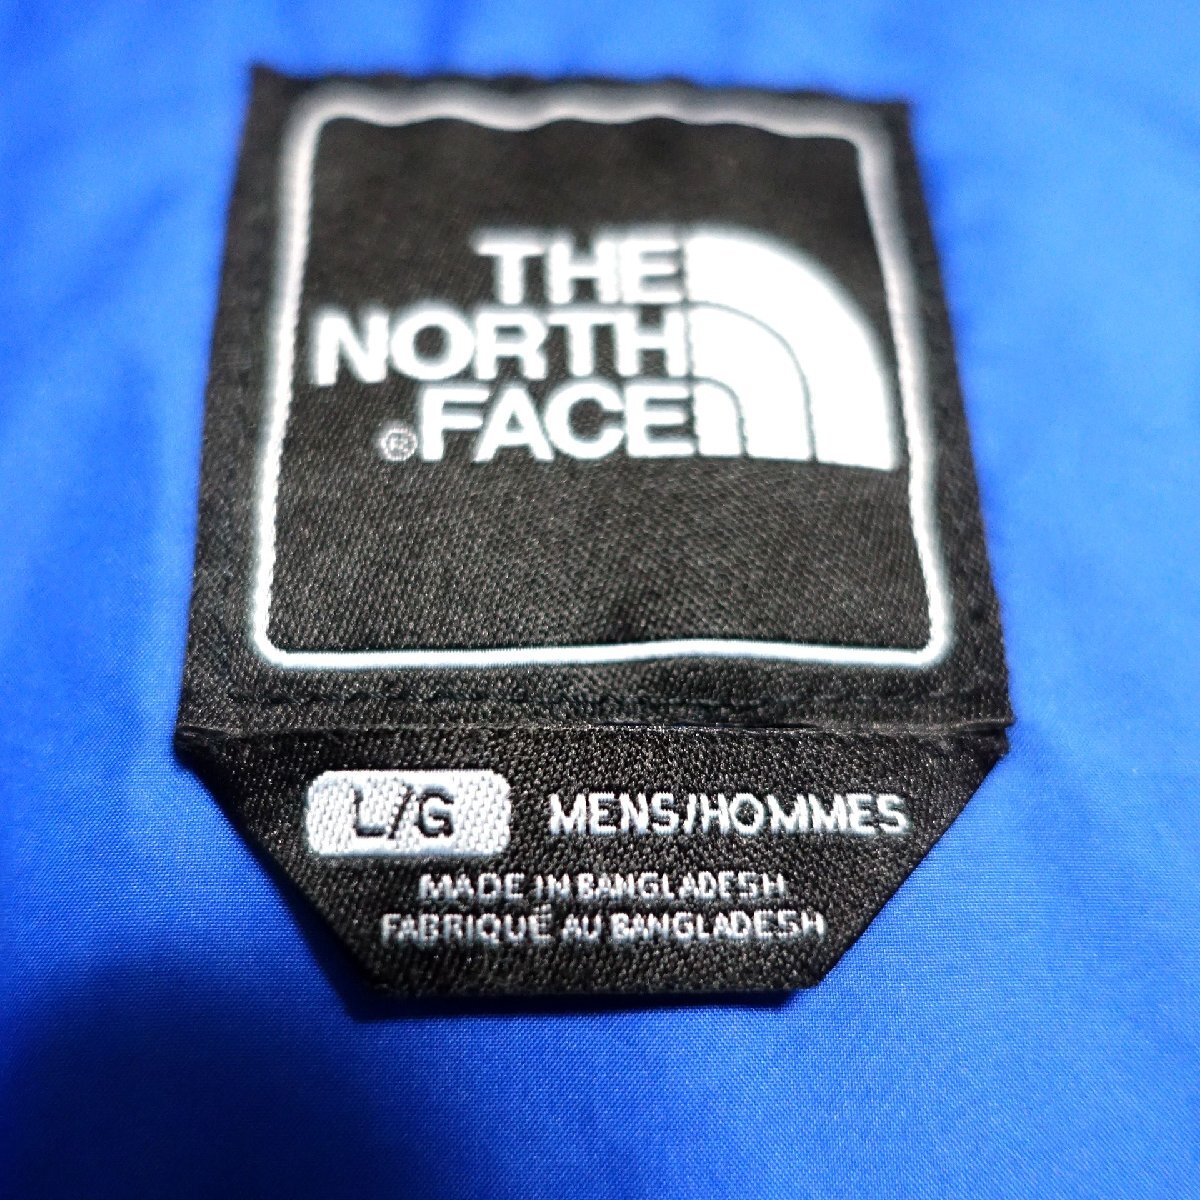 THE
NORTH
®FACE
L/G MENS/HOMMES
MADE IN BANGLADESH
FABRIQUÉ AU BANGLADESH